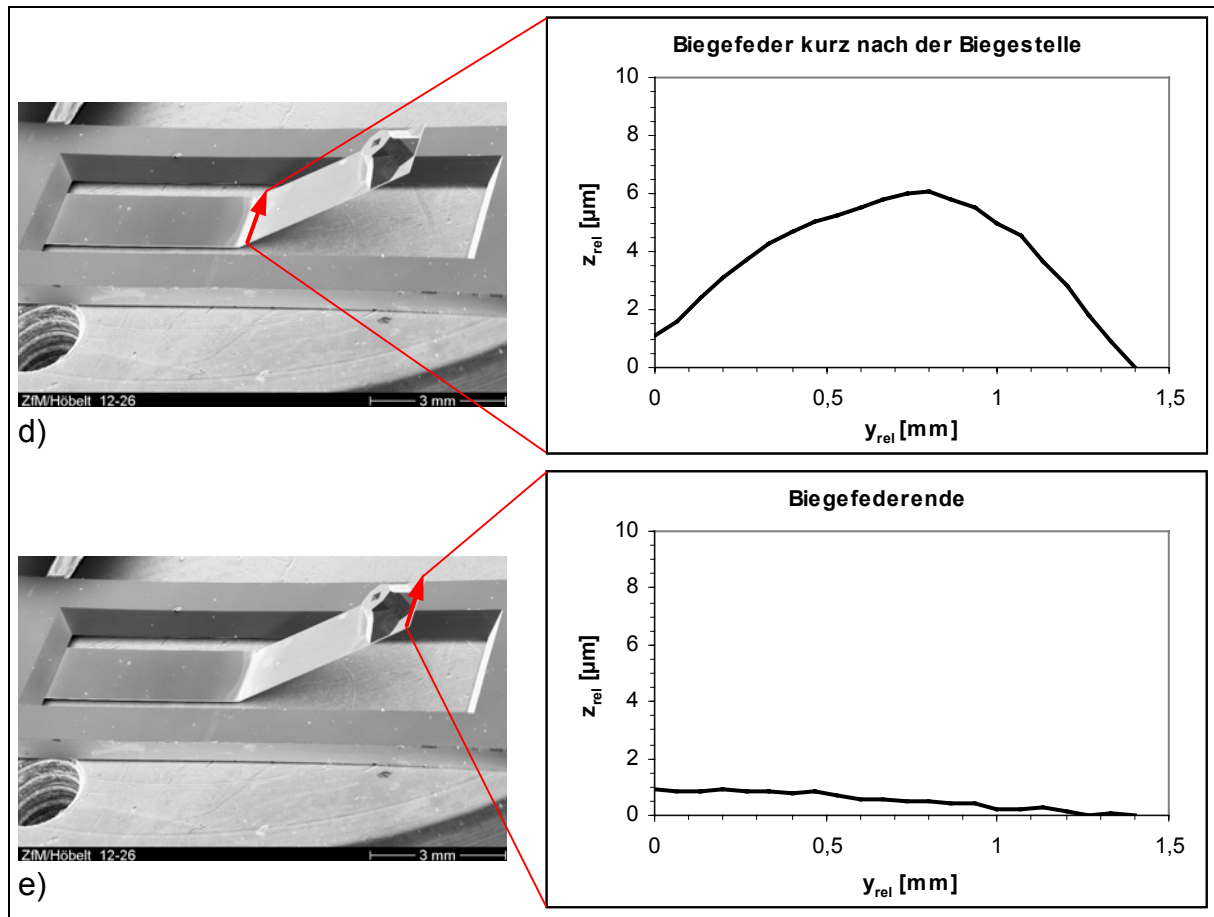 Biegefeder kurz nach der Biegestelle
10
8
6
4
2
0
z_rel [µm]
0 0,5 1 1,5
y_rel [mm]
ZfM/Höbelt 12-26 3 mm
d)
Biegefederende
10
8
6
4
2
0
z_rel [µm]
0 0,5 1 1,5
y_rel [mm]
ZfM/Höbelt 12-26 3 mm
e)